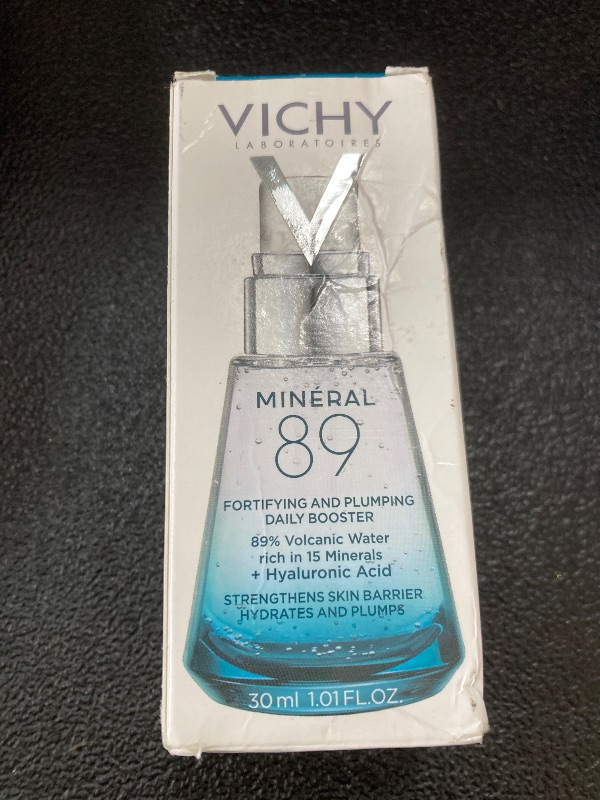 VICHY
LABORATOIRES
MINÉRAL
89
FORTIFYING AND PLUMPING
DAILY BOOSTER
89% Volcanic Water
rich in 15 Minerals
+ Hyaluronic Acid
STRENGTHENS SKIN BARRIER
HYDRATES AND PLUMPS
30 ml 1.01 FL.OZ.